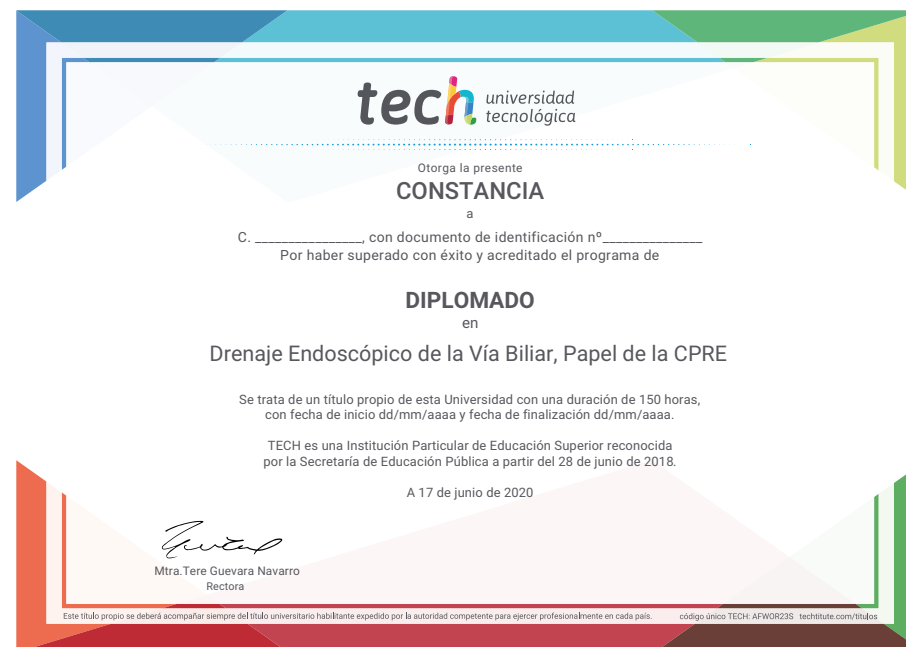 tech universidad
tecnológica
Otorga la presente
CONSTANCIA
a
C. ________________, con documento de identificación nº_______________
Por haber superado con éxito y acreditado el programa de
DIPLOMADO
en
Drenaje Endoscópico de la Vía Biliar, Papel de la CPRE
Se trata de un título propio de esta Universidad con una duración de 150 horas,
con fecha de inicio dd/mm/aaaa y fecha de finalización dd/mm/aaaa.
TECH es una Institución Particular de Educación Superior reconocida
por la Secretaría de Educación Pública a partir del 28 de junio de 2018.
A 17 de junio de 2020
Mtra.Tere Guevara Navarro
Rectora
Este título propio se deberá acompañar siempre del título universitario habilitante expedido por la autoridad competente para ejercer profesionalmente en cada país. código único TECH: AFWOR23S techtitute.com/titulos